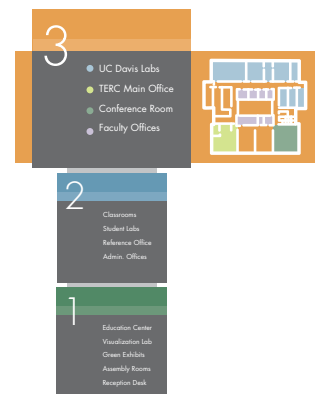 3
UC Davis Labs
TERC Main Office
Conference Room
Faculty Offices
2
Classrooms
Student Labs
Reference Office
Admin. Offices
1
Education Center
Visualization Lab
Green Exhibits
Assembly Rooms
Reception Desk